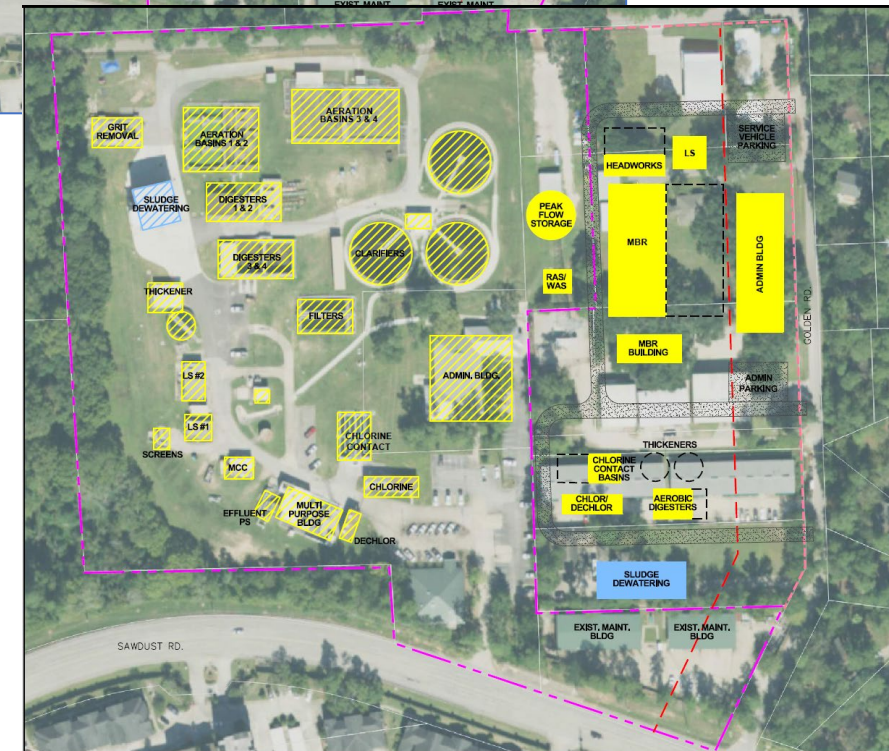 EXIST. MAINT. EXIST. MAINT.
GRIT
REMOVAL
AERATION
BASINS 1 & 2
AERATION
BASINS 3 & 4
SLUDGE
DEWATERING
DIGESTERS
1 & 2
DIGESTERS
3 & 4
CLARIFIERS
THICKENER
FILTERS
LS #2
LS #1
SCREENS
MCC
ADMIN. BLDG.
CHLORINE
CONTACT
CHLORINE
EFFLUENT
PS
MULTI
PURPOSE
BLDG
DECHLOR
HEADWORKS
LS
SERVICE
VEHICLE
PARKING
PEAK
FLOW
STORAGE
MBR
ADMIN BLDG
RAS/
WAS
GOLDEN RD.
MBR
BUILDING
ADMIN
PARKING
THICKENERS
CHLORINE
CONTACT
BASINS
CHLOR/
DECHLOR
AEROBIC
DIGESTERS
SLUDGE
DEWATERING
EXIST. MAINT.
BLDG
EXIST. MAINT.
BLDG
SAWDUST RD.